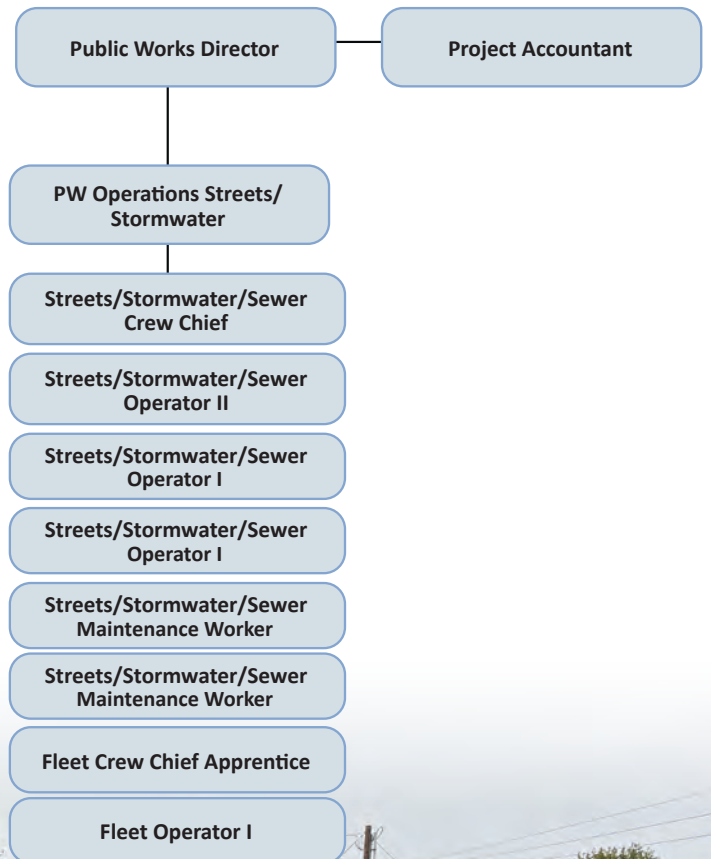 Public Works Director
Project Accountant
PW Operations Streets/
Stormwater
Streets/Stormwater/Sewer
Crew Chief
Streets/Stormwater/Sewer
Operator II
Streets/Stormwater/Sewer
Operator I
Streets/Stormwater/Sewer
Operator I
Streets/Stormwater/Sewer
Maintenance Worker
Streets/Stormwater/Sewer
Maintenance Worker
Fleet Crew Chief Apprentice
Fleet Operator I